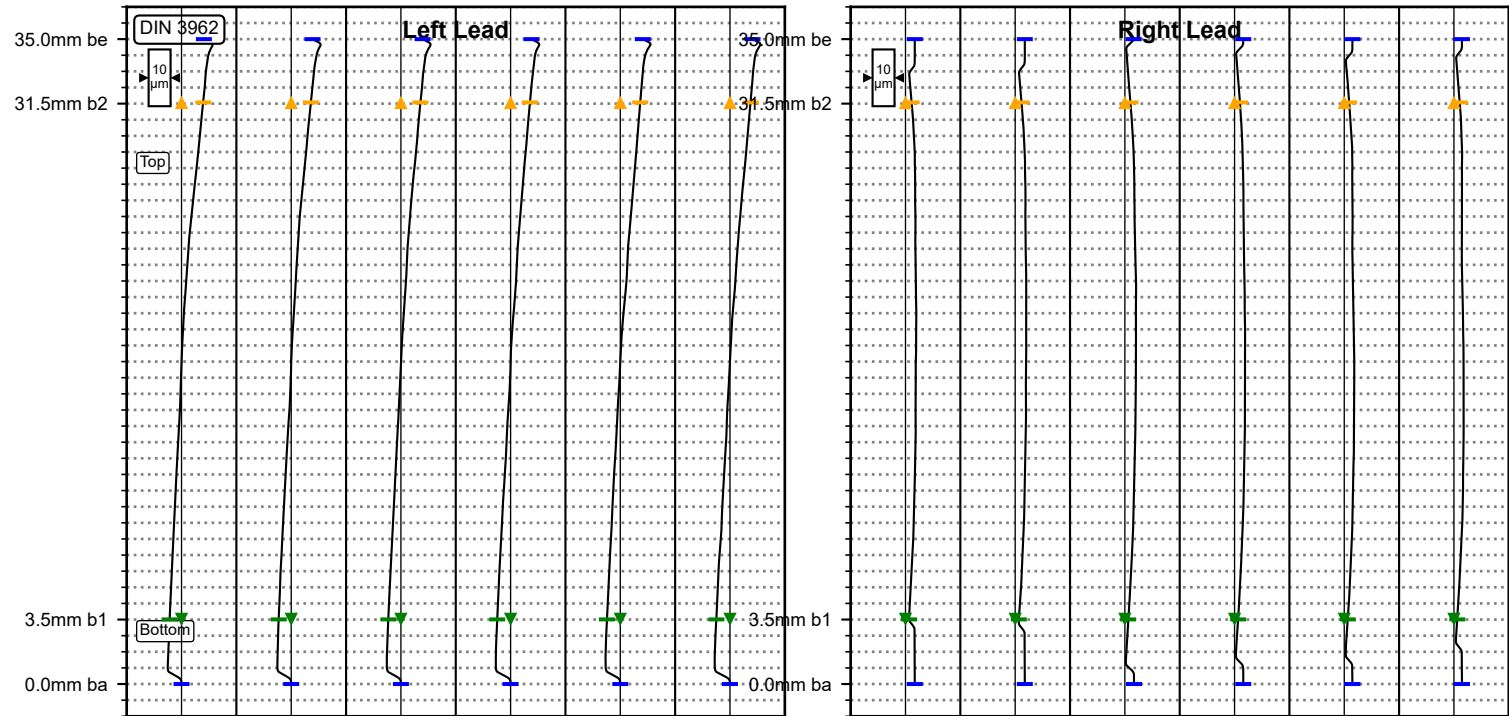 DIN 3962
Left Lead
Right Lead
35.0mm be
35.0mm be
10
µm
10
µm
31.5mm b2
31.5mm b2
Top
3.5mm b1
3.5mm b1
Bottom
0.0mm ba
0.0mm ba